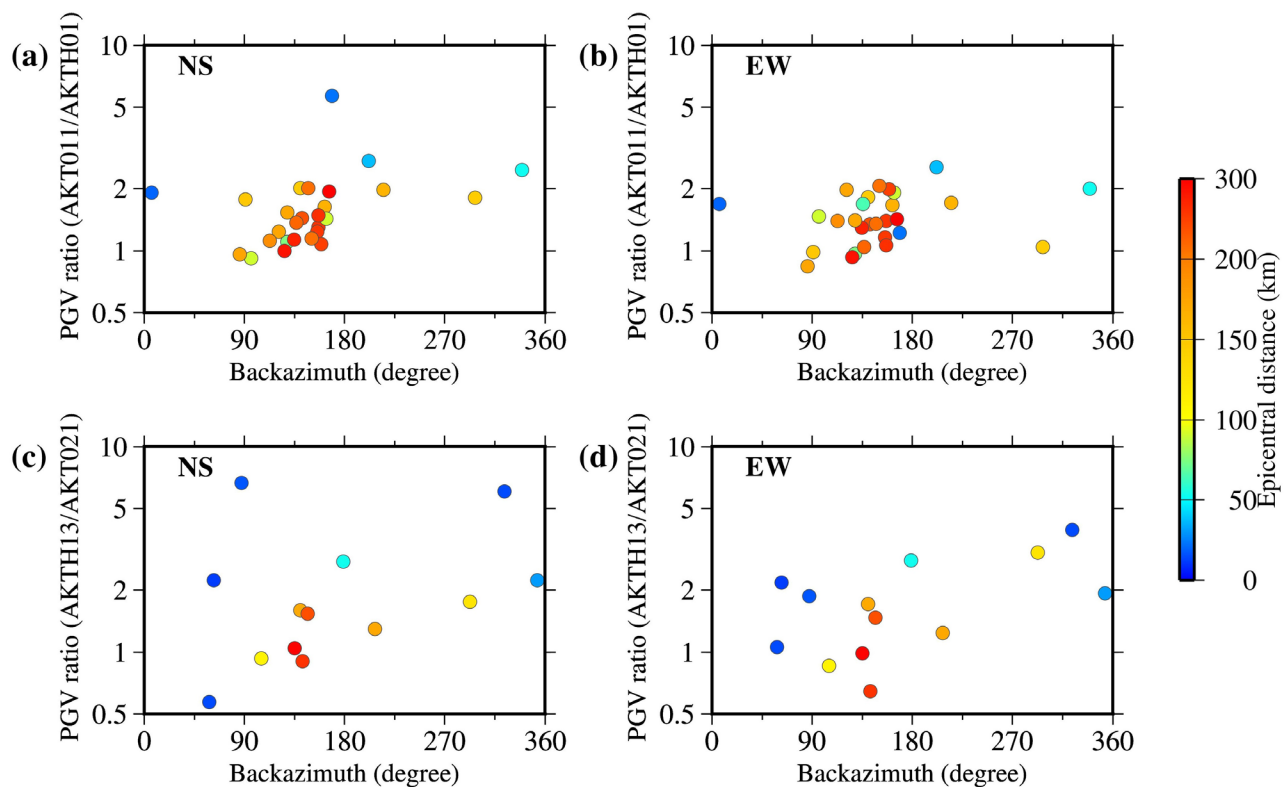 (a)
NS
PGV ratio (AKT011/AKTH01)
10
5
2
1
0.5
0
90
180
270
360
Backazimuth (degree)
(b)
EW
PGV ratio (AKT011/AKTH01)
10
5
2
1
0.5
0
90
180
270
360
Backazimuth (degree)
(c)
NS
PGV ratio (AKTH13/AKT021)
10
5
2
1
0.5
0
90
180
270
360
Backazimuth (degree)
(d)
EW
PGV ratio (AKTH13/AKT021)
10
5
2
1
0.5
0
90
180
270
360
Backazimuth (degree)
300
200
150
100
50
0
Epicentral distance (km)